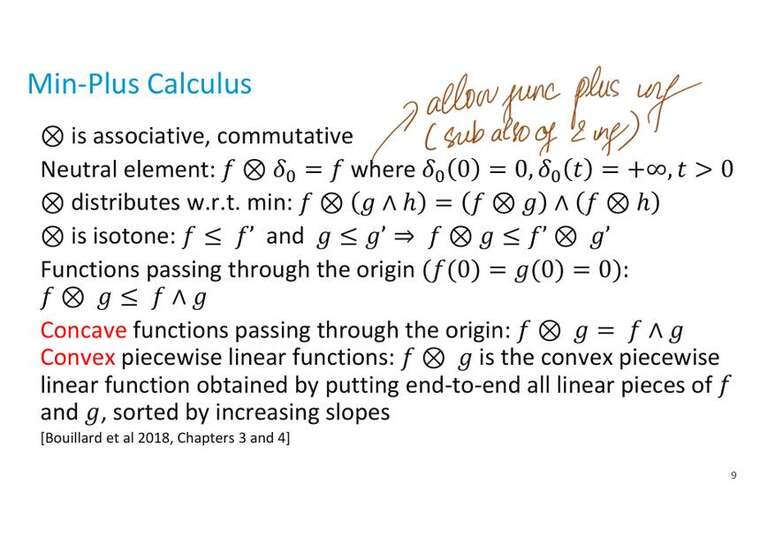 Min-Plus Calculus
allow func plus inf
(sub also of 2 inf)
⊗ is associative, commutative
Neutral element: 𝑓 ⊗ 𝛿₀ = 𝑓 where 𝛿₀(0) = 0, 𝛿₀(𝑡) = +∞, 𝑡 > 0
⊗ distributes w.r.t. min: 𝑓 ⊗ (𝑔 ∧ ℎ) = (𝑓 ⊗ 𝑔) ∧ (𝑓 ⊗ ℎ)
⊗ is isotone: 𝑓 ≤ 𝑓’ and 𝑔 ≤ 𝑔’ ⇒ 𝑓 ⊗ 𝑔 ≤ 𝑓’ ⊗ 𝑔’
Functions passing through the origin (𝑓(0) = 𝑔(0) = 0):
𝑓 ⊗ 𝑔 ≤ 𝑓 ∧ 𝑔
Concave functions passing through the origin: 𝑓 ⊗ 𝑔 = 𝑓 ∧ 𝑔
Convex piecewise linear functions: 𝑓 ⊗ 𝑔 is the convex piecewise
linear function obtained by putting end-to-end all linear pieces of 𝑓
and 𝑔, sorted by increasing slopes
[Bouillard et al 2018, Chapters 3 and 4]
9